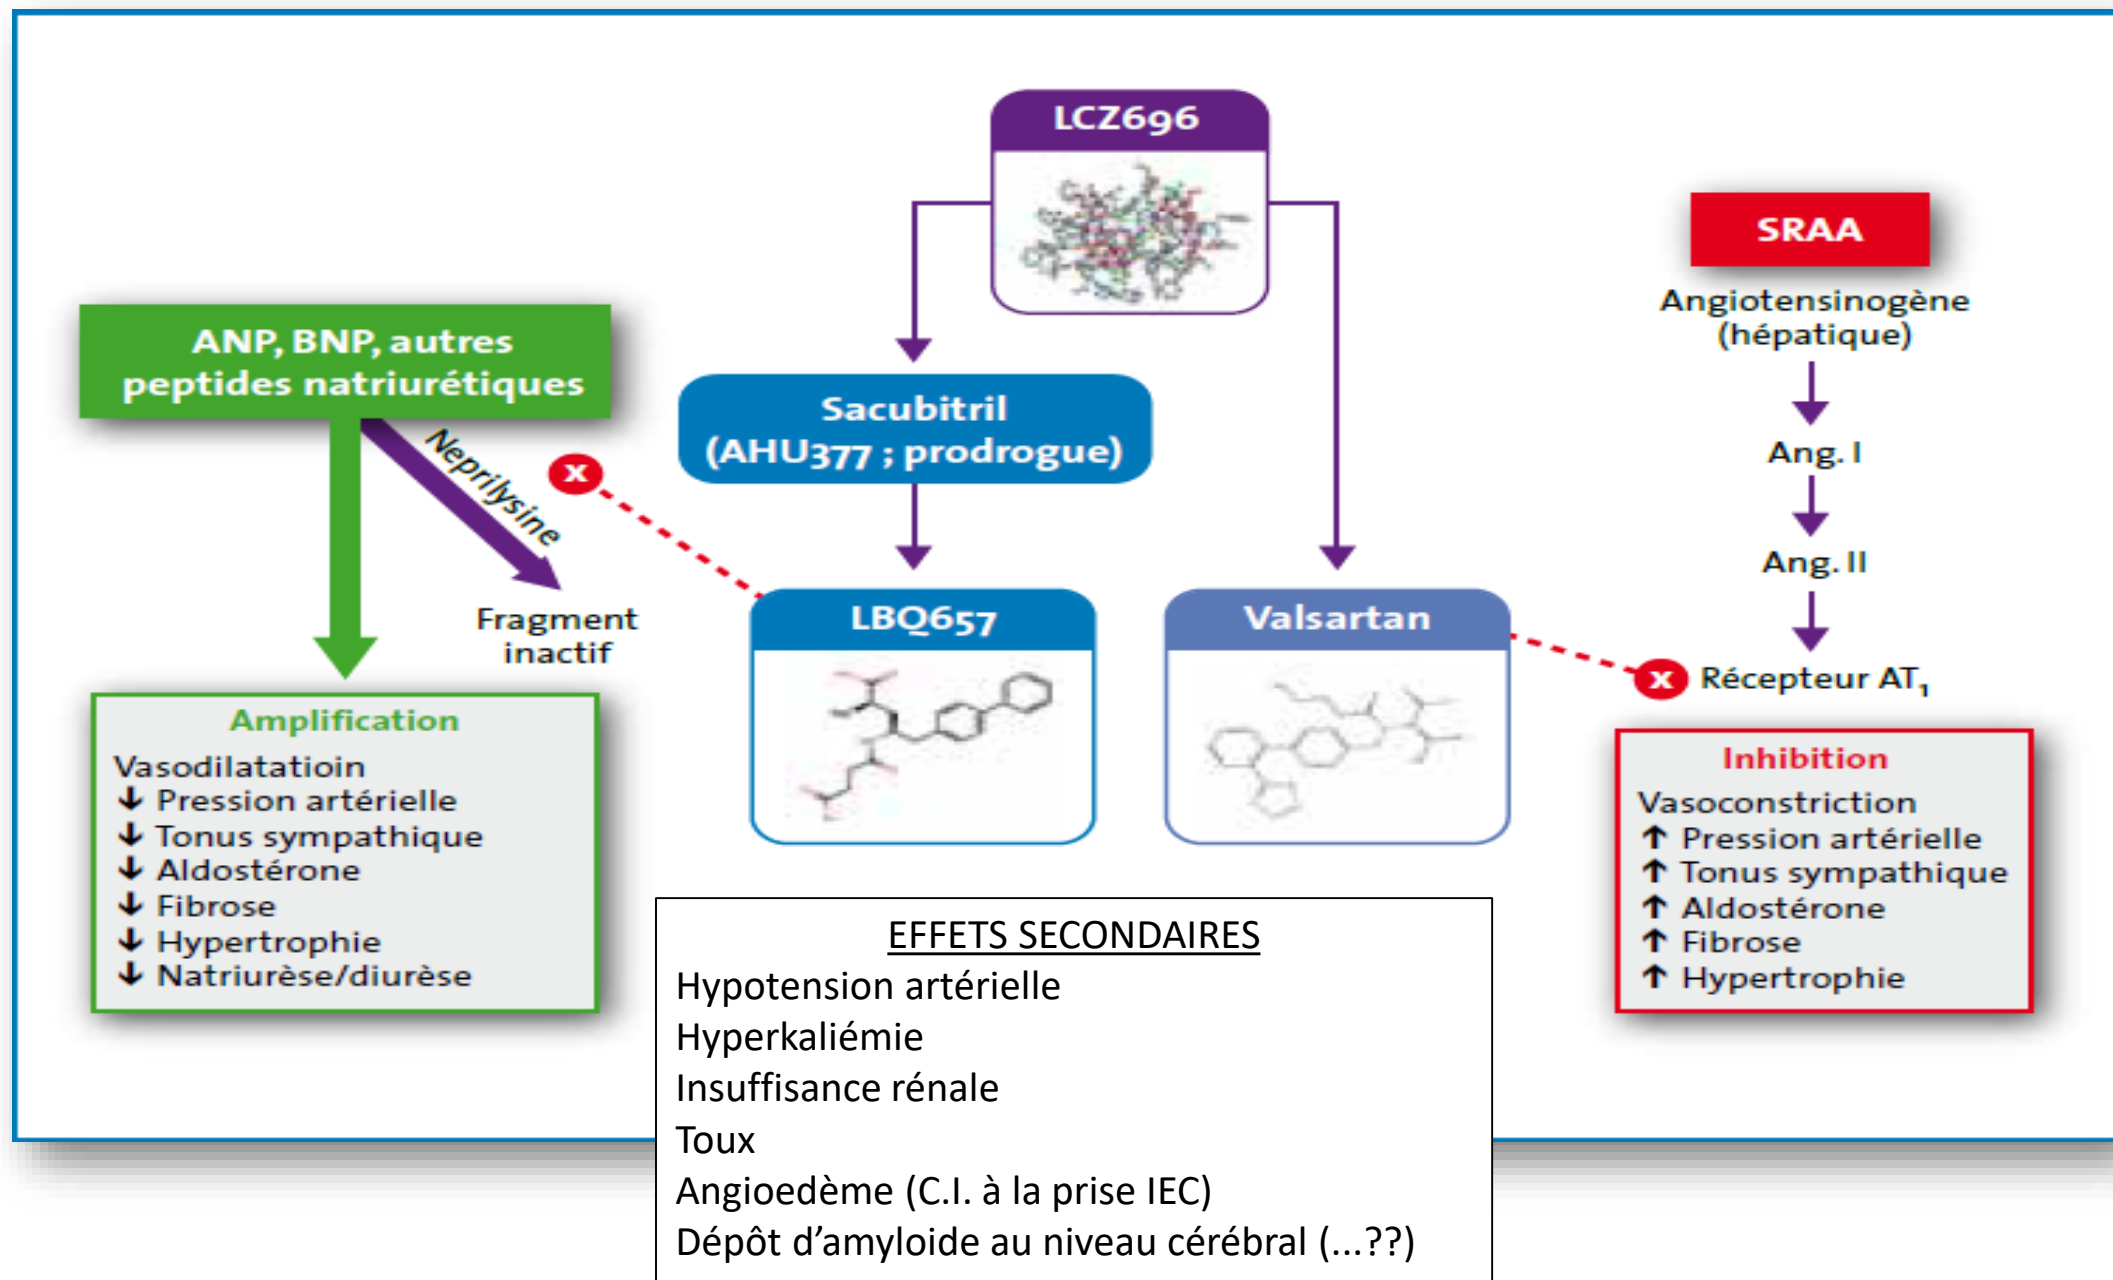 LCZ696
SRAA
Angiotensinogène
(hépatique)
Ang. I
Ang. II
Récepteur AT₁
ANP, BNP, autres
peptides natriurétiques
Neprilysine
x
Fragment
inactif
Sacubitril
(AHU377 ; prodrogue)
LBQ657
Valsartan
x
Amplification
Vasodilatatioin
↓ Pression artérielle
↓ Tonus sympathique
↓ Aldostérone
↓ Fibrose
↓ Hypertrophie
↓ Natriurèse/diurèse
Inhibition
Vasoconstriction
↑ Pression artérielle
↑ Tonus sympathique
↑ Aldostérone
↑ Fibrose
↑ Hypertrophie
EFFETS SECONDAIRES
Hypotension artérielle
Hyperkaliémie
Insuffisance rénale
Toux
Angioedème (C.I. à la prise IEC)
Dépôt d’amyloide au niveau cérébral (...??)